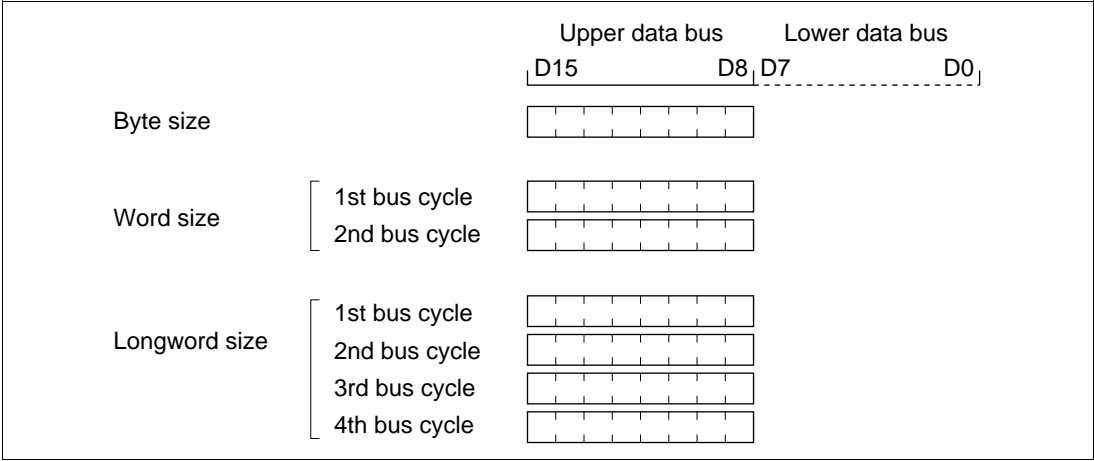 Upper data bus Lower data bus
D15 D8 D7 D0
Byte size
Word size
1st bus cycle
2nd bus cycle
Longword size
1st bus cycle
2nd bus cycle
3rd bus cycle
4th bus cycle